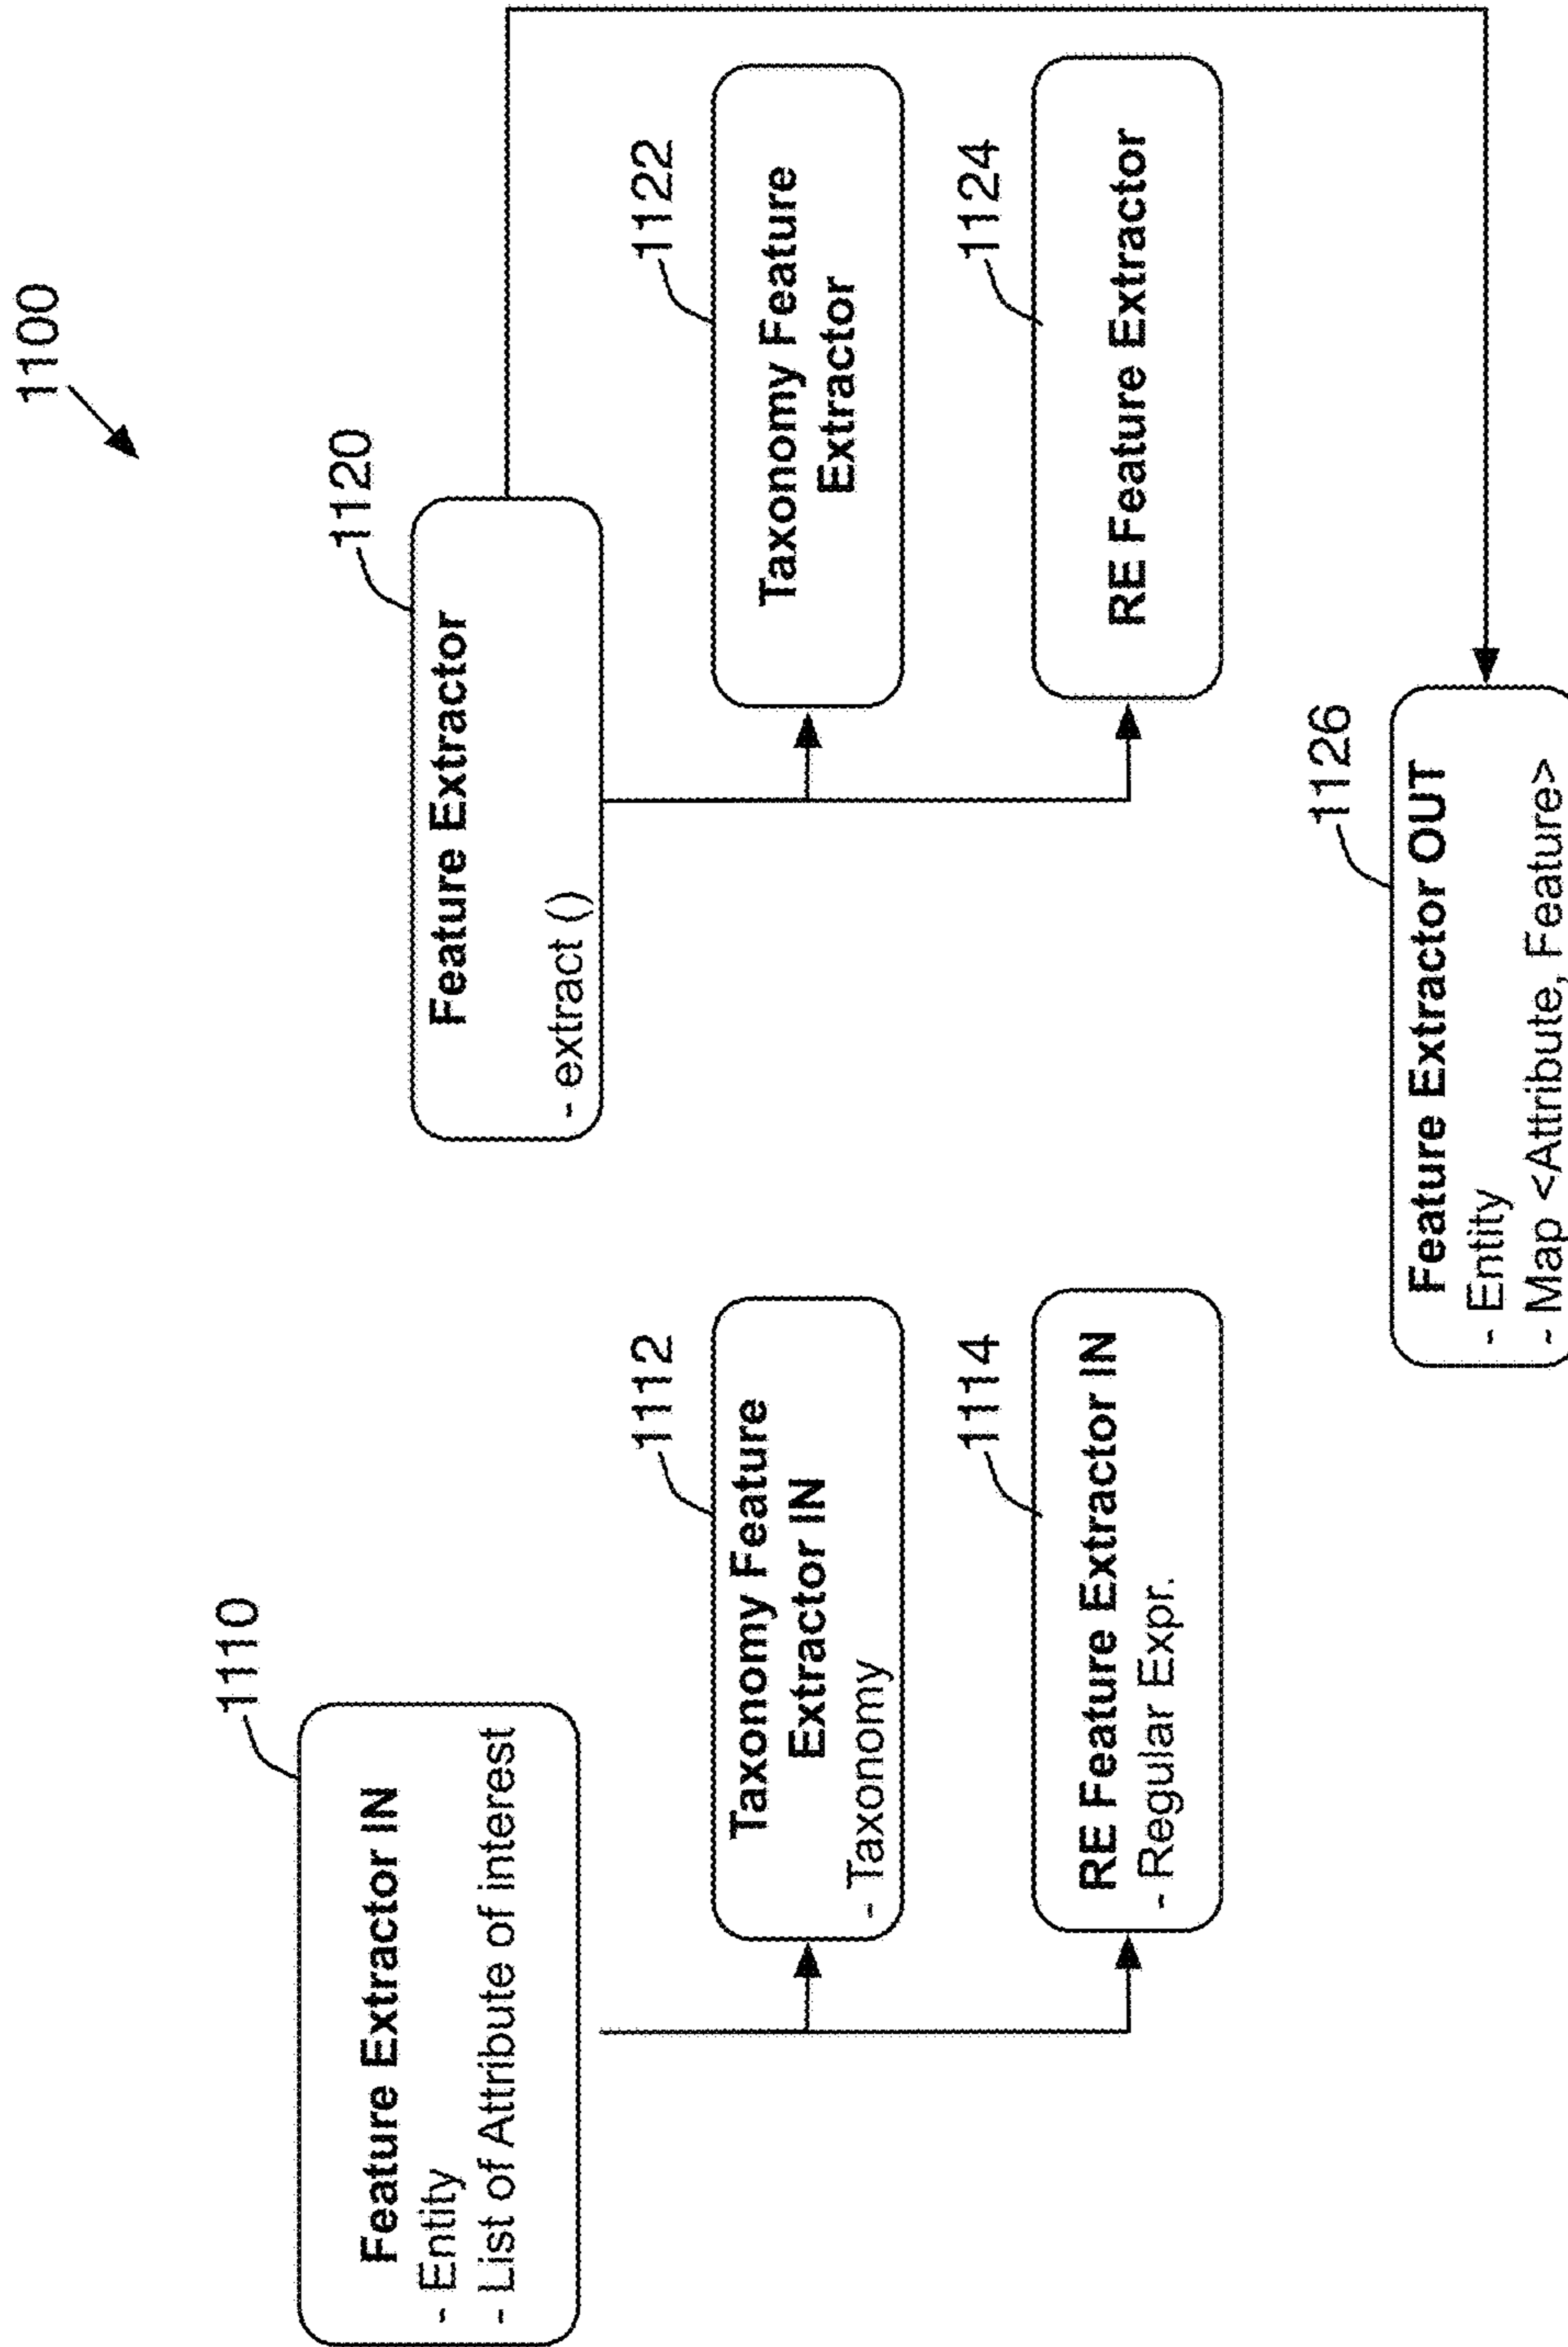 1100
1110
Feature Extractor IN
- Entity
- List of Attribute of interest
1120
Feature Extractor
- extract ()
1112
Taxonomy Feature
Extractor IN
- Taxonomy
1122
Taxonomy Feature
Extractor
1114
RE Feature Extractor IN
- Regular Expr.
1124
RE Feature Extractor
1126
Feature Extractor OUT
- Entity
- Map <Attribute, Feature>